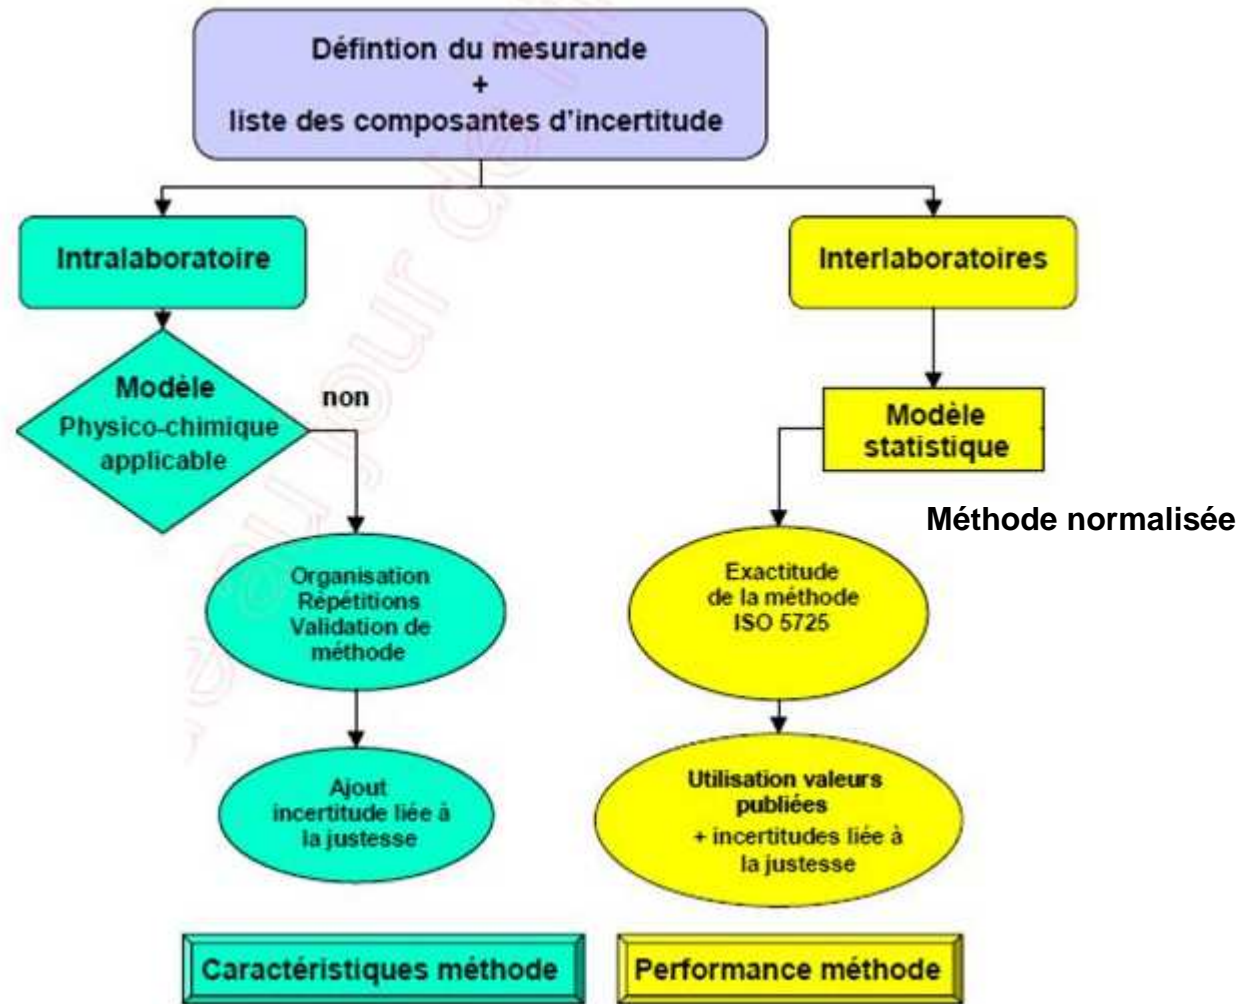 Défintion du mesurande
+
liste des composantes d'incertitude
Intralaboratoire
Interlaboratoires
Modèle
Physico-chimique
applicable
non
Modèle
statistique
Méthode normalisée
Organisation
Répétitions
Validation de
méthode
Exactitude
de la méthode
ISO 5725
Ajout
incertitude liée à
la justesse
Utilisation valeurs
publiées
+ incertitudes liée à
la justesse
Caractéristiques méthode
Performance méthode